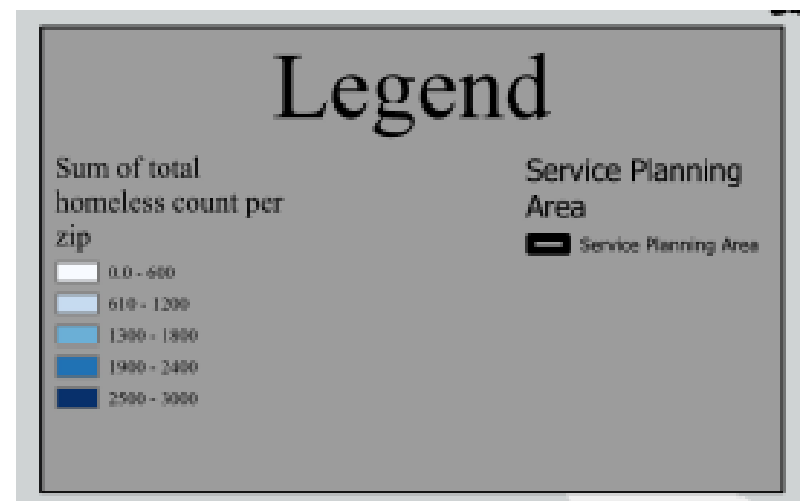 Legend
Sum of total
homeless count per
zip
0.0 - 600
610 - 1200
1300 - 1800
1900 - 2400
2500 - 3000
Service Planning
Area
Service Planning Area